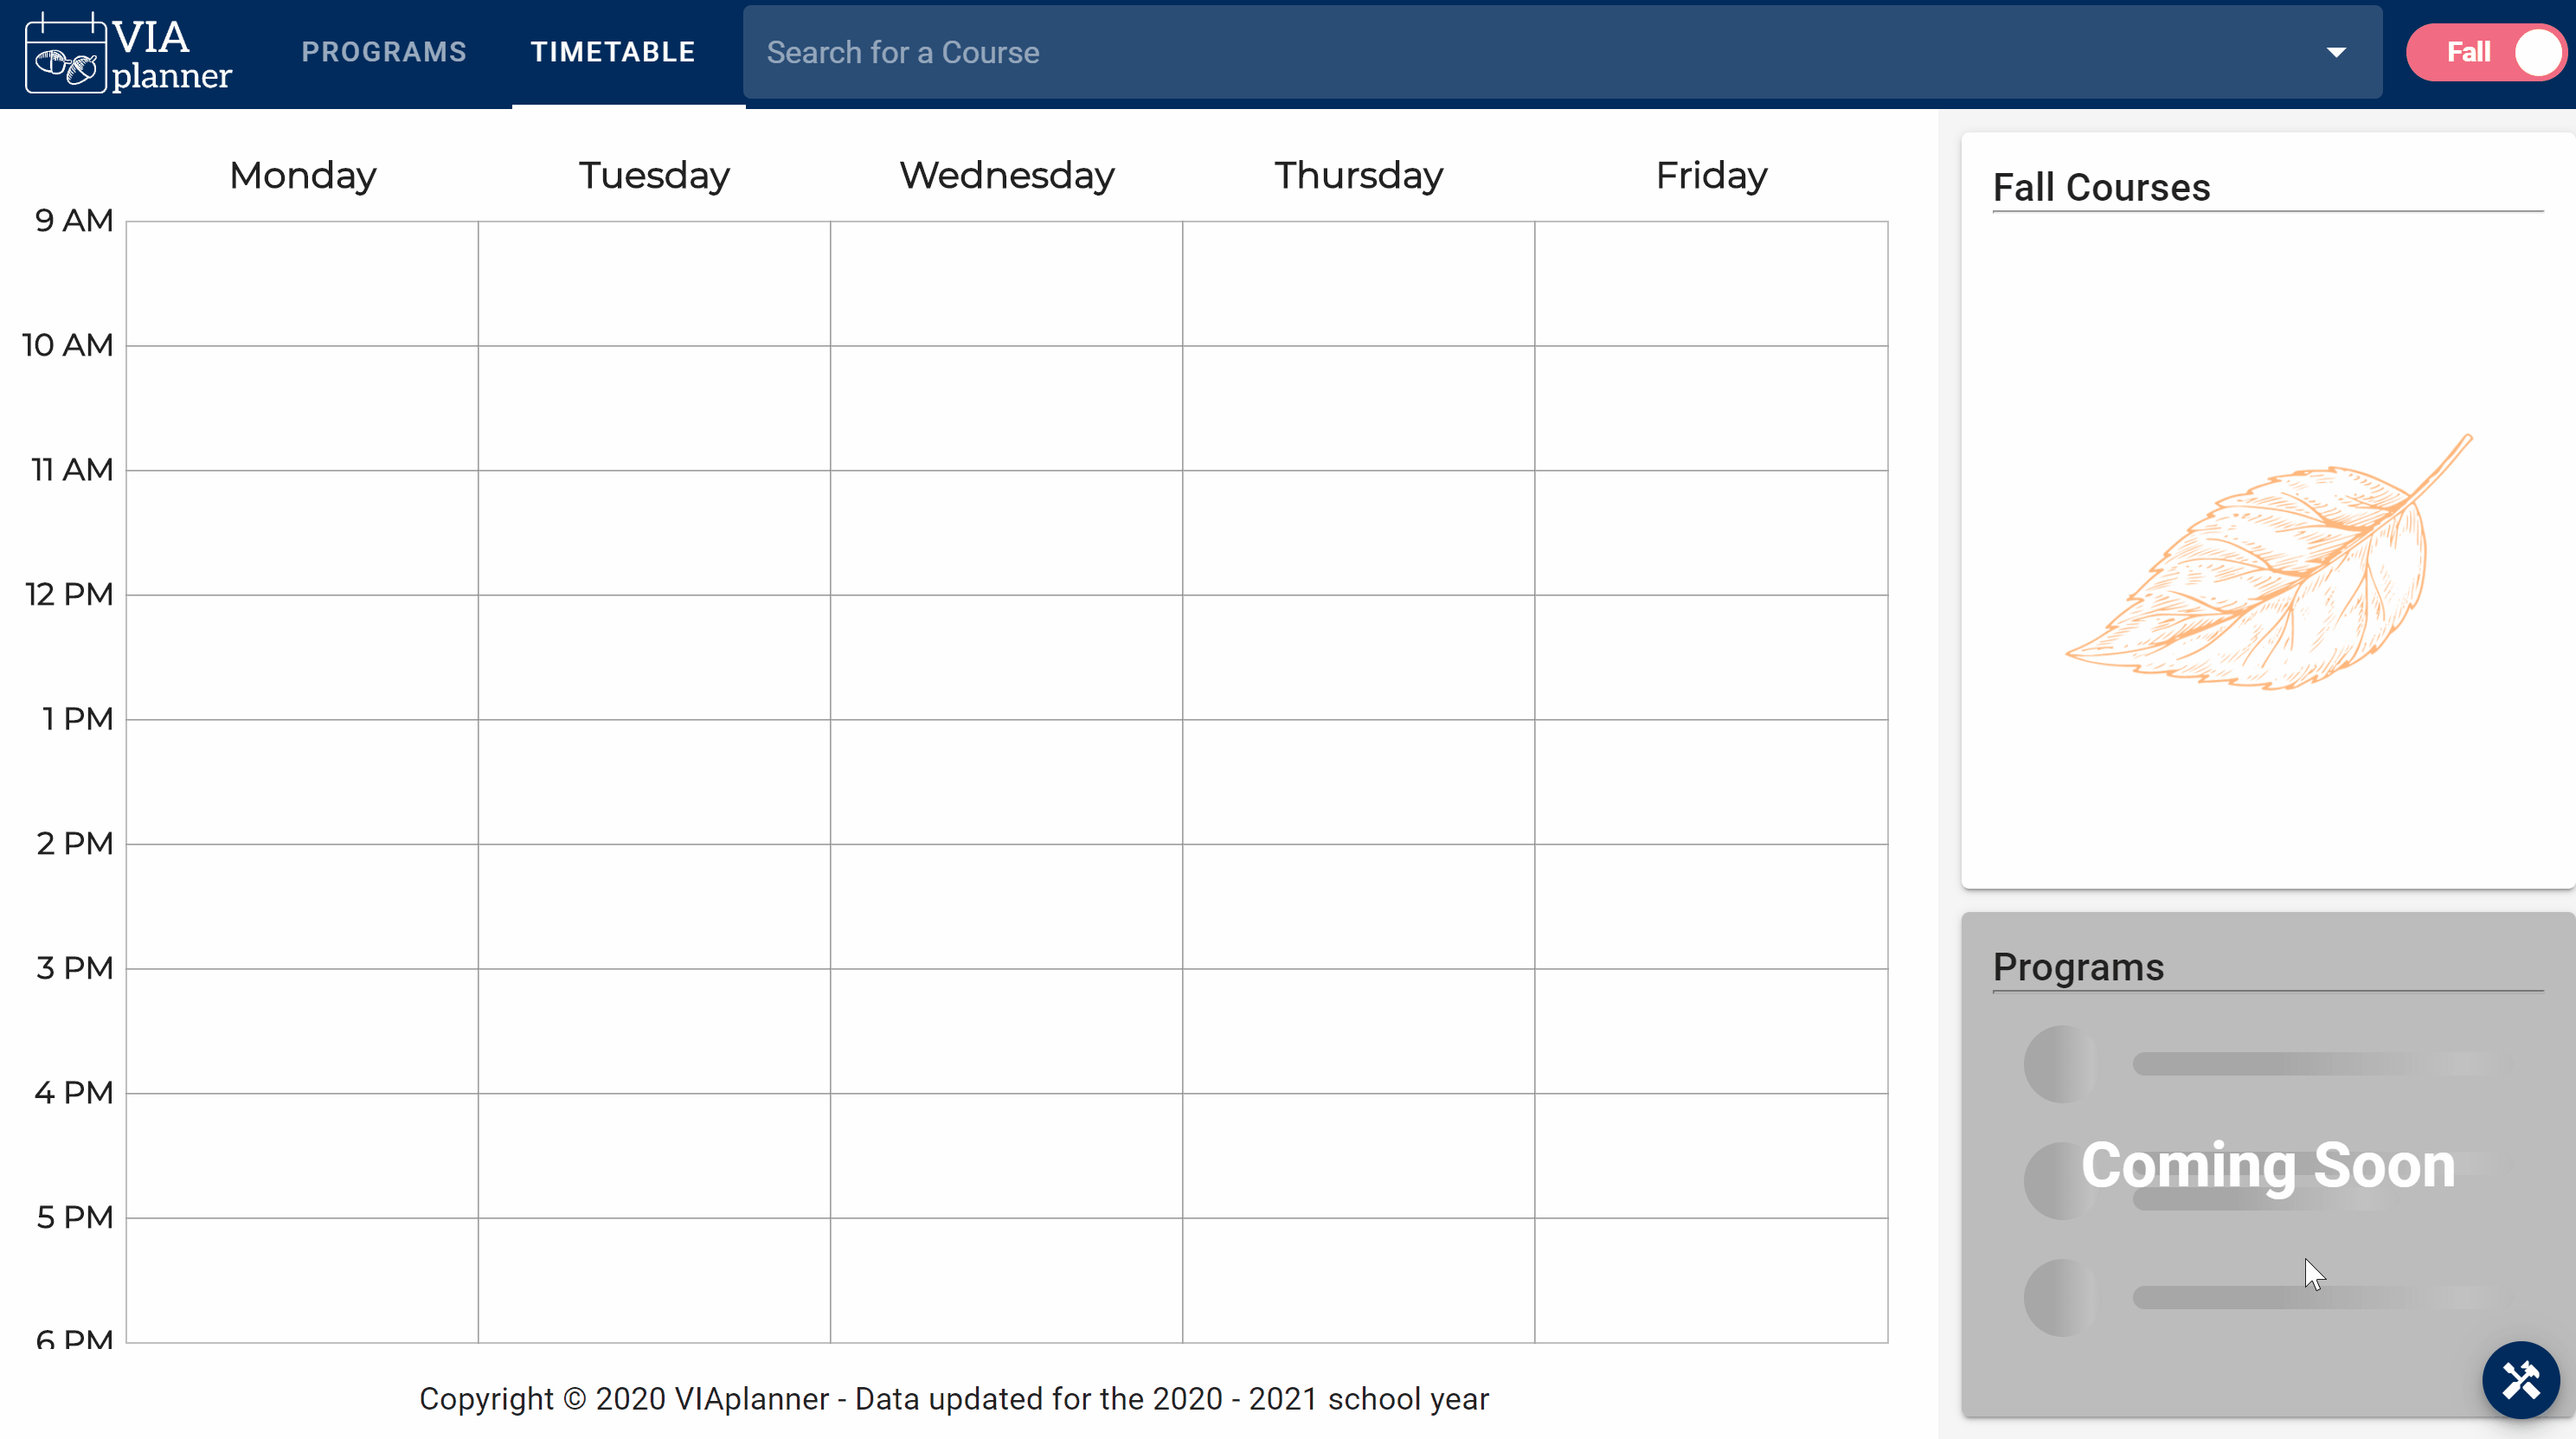 VIA
planner
PROGRAMS
TIMETABLE
Search for a Course
Fall
Monday
Tuesday
Wednesday
Thursday
Friday
9 AM
10 AM
11 AM
12 PM
1 PM
2 PM
3 PM
4 PM
5 PM
6 PM
Fall Courses
Programs
Coming Soon
Copyright © 2020 VIAplanner - Data updated for the 2020 - 2021 school year